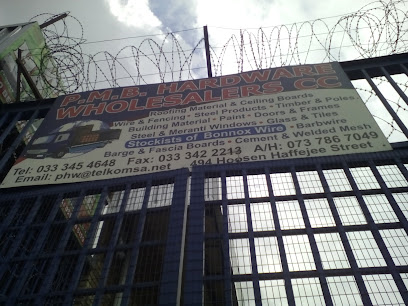 P.M.B. HARDWARE
WHOLESALERS CC
Roofing Material & Ceiling Boards
Wire & Fencing - Steel Products - Timber & Poles
Building Material - Paint - Doors & Frames
Steel & Meranti Windows - Glass & Tiles
Stockists of Bonnox Wire - Barbwire
Barge & Fascia Boards - Cement & Welded Mesh
Tel: 033 345 4648 Fax: 033 342 2213 A/H: 073 786 7049
Email: phw@telkomsa.net 494 Hoosen Haffejee Street